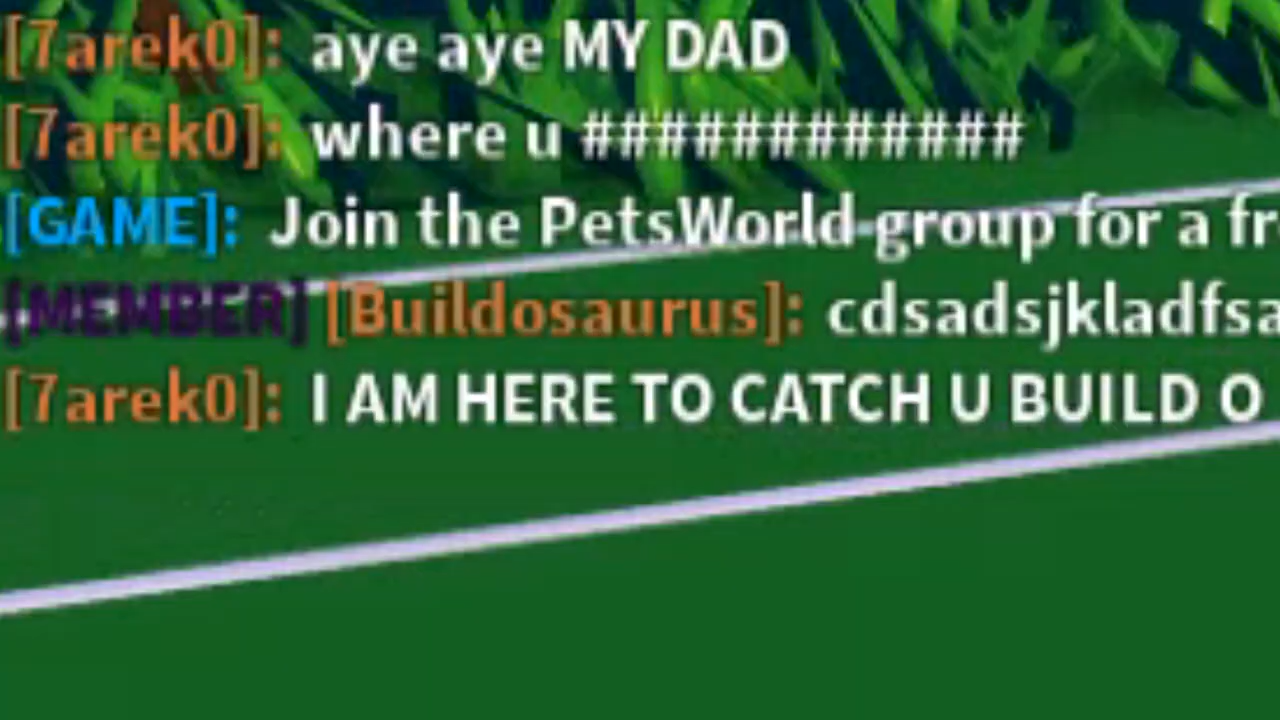 [7arek0]: aye aye MY DAD
[7arek0]: where u #############
[GAME]: Join the PetsWorld group for a fr
[MEMBER] [Buildosaurus]: cdsadsjkladfsa
[7arek0]: I AM HERE TO CATCH U BUILD O